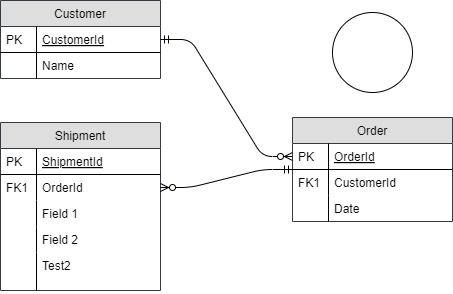 Customer
PK CustomerId
Name
Shipment
PK ShipmentId
FK1 OrderId
Field 1
Field 2
Test2
Order
PK OrderId
FK1 CustomerId
Date